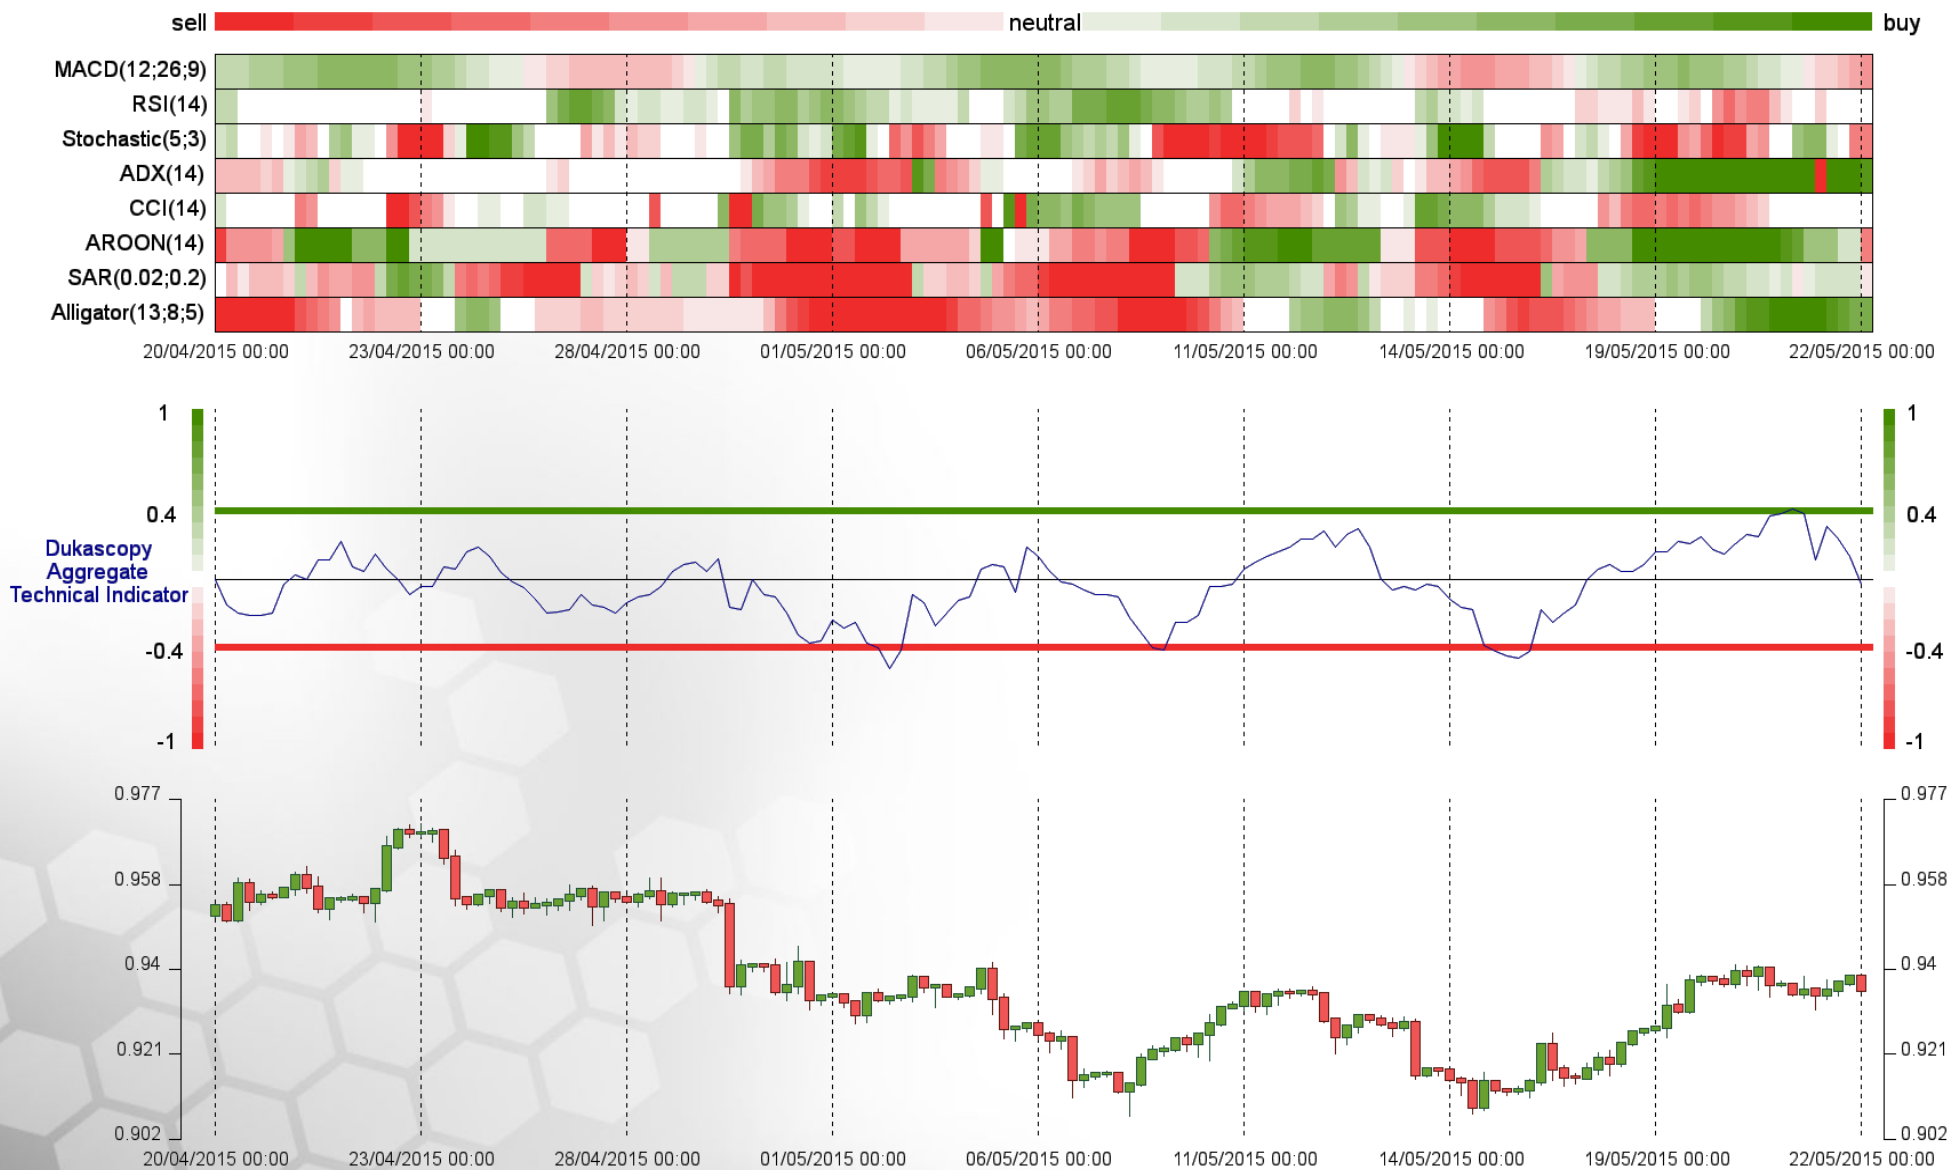 sell neutral buy
MACD(12;26;9)
RSI(14)
Stochastic(5;3)
ADX(14)
CCI(14)
AROON(14)
SAR(0.02;0.2)
Alligator(13;8;5)
20/04/2015 00:00 23/04/2015 00:00 28/04/2015 00:00 01/05/2015 00:00 06/05/2015 00:00 11/05/2015 00:00 14/05/2015 00:00 19/05/2015 00:00 22/05/2015 00:00
1 1
0.4 0.4
Dukascopy
Aggregate
Technical Indicator
-0.4 -0.4
-1 -1
0.977 0.977
0.958 0.958
0.94 0.94
0.921 0.921
0.902 0.902
20/04/2015 00:00 23/04/2015 00:00 28/04/2015 00:00 01/05/2015 00:00 06/05/2015 00:00 11/05/2015 00:00 14/05/2015 00:00 19/05/2015 00:00 22/05/2015 00:00